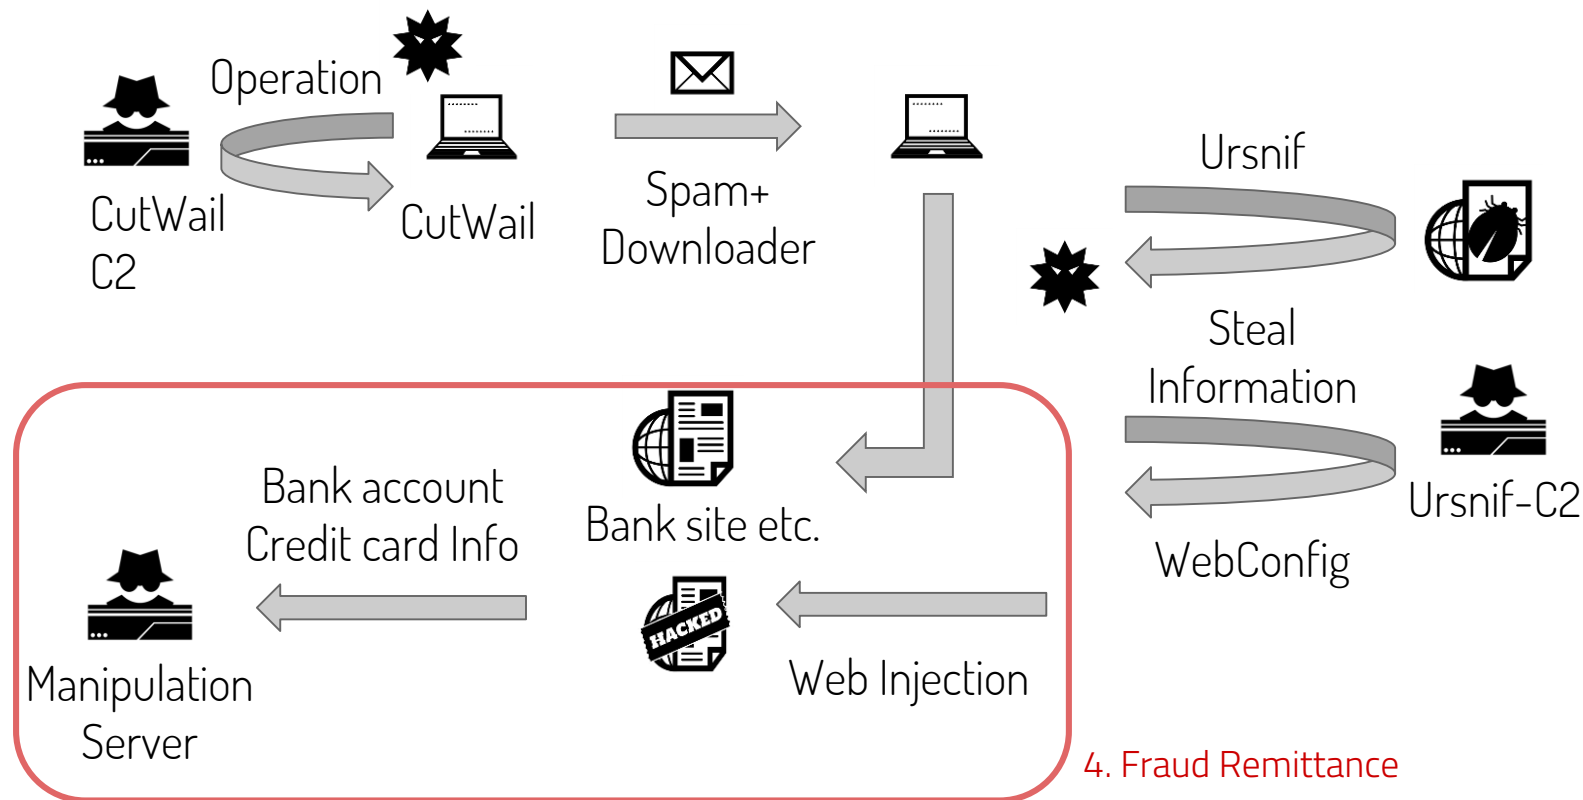 Operation
CutWail
C2
CutWail
Spam+
Downloader
Ursnif
Steal
Information
Ursnif-C2
WebConfig
Bank site etc.
Bank account
Credit card Info
HACKED
Web Injection
Manipulation
Server
4. Fraud Remittance